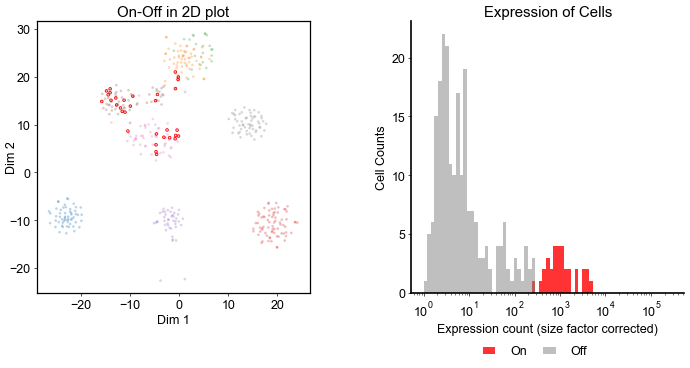 On-Off in 2D plot
30
20
10
0
−10
−20
Dim 2
−20
−10
0
10
20
Dim 1
Expression of Cells
20
15
10
5
0
Cell Counts
10^0
10^1
10^2
10^3
10^4
10^5
Expression count (size factor corrected)
On
Off